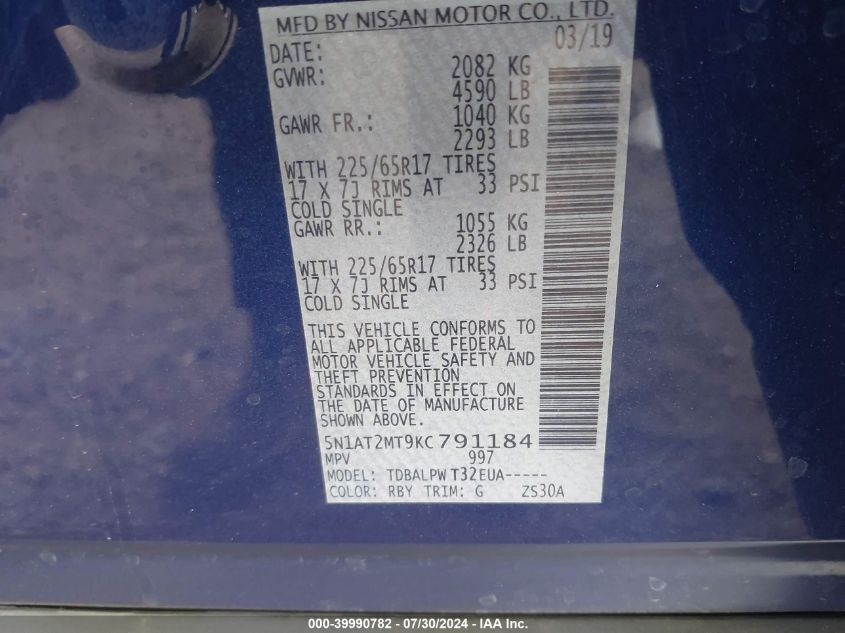 MFD BY NISSAN MOTOR CO., LTD.
DATE: 03/19
GVWR: 2082 KG
4590 LB
GAWR FR.: 1040 KG
2293 LB
WITH 225/65R17 TIRES
17 X 7J RIMS AT 33 PSI
COLD SINGLE
GAWR RR.: 1055 KG
2326 LB
WITH 225/65R17 TIRES
17 X 7J RIMS AT 33 PSI
COLD SINGLE
THIS VEHICLE CONFORMS TO
ALL APPLICABLE FEDERAL
MOTOR VEHICLE SAFETY AND
THEFT PREVENTION
STANDARDS IN EFFECT ON
THE DATE OF MANUFACTURE
SHOWN ABOVE.
5N1AT2MT9KC791184
MPV 997
MODEL: TDBALPW T32EUA-----
COLOR: RBY TRIM: G ZS30A
000-39990782 - 07/30/2024 - IAA Inc.